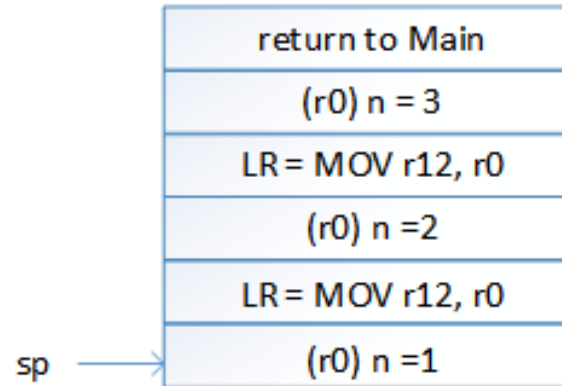 return to Main
(r0) n = 3
LR = MOV r12, r0
(r0) n =2
LR = MOV r12, r0
sp
(r0) n =1